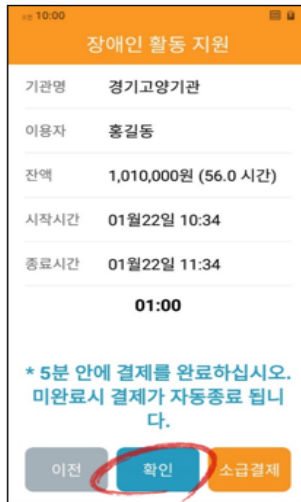 오전 10:00
장애인 활동 지원
기관명 경기고양기관
이용자 홍길동
잔액 1,010,000원 (56.0 시간)
시작시간 01월22일 10:34
종료시간 01월22일 11:34
01:00
* 5분 안에 결제를 완료하십시오.
미완료시 결제가 자동종료 됩니
다.
이전 확인 소급결제